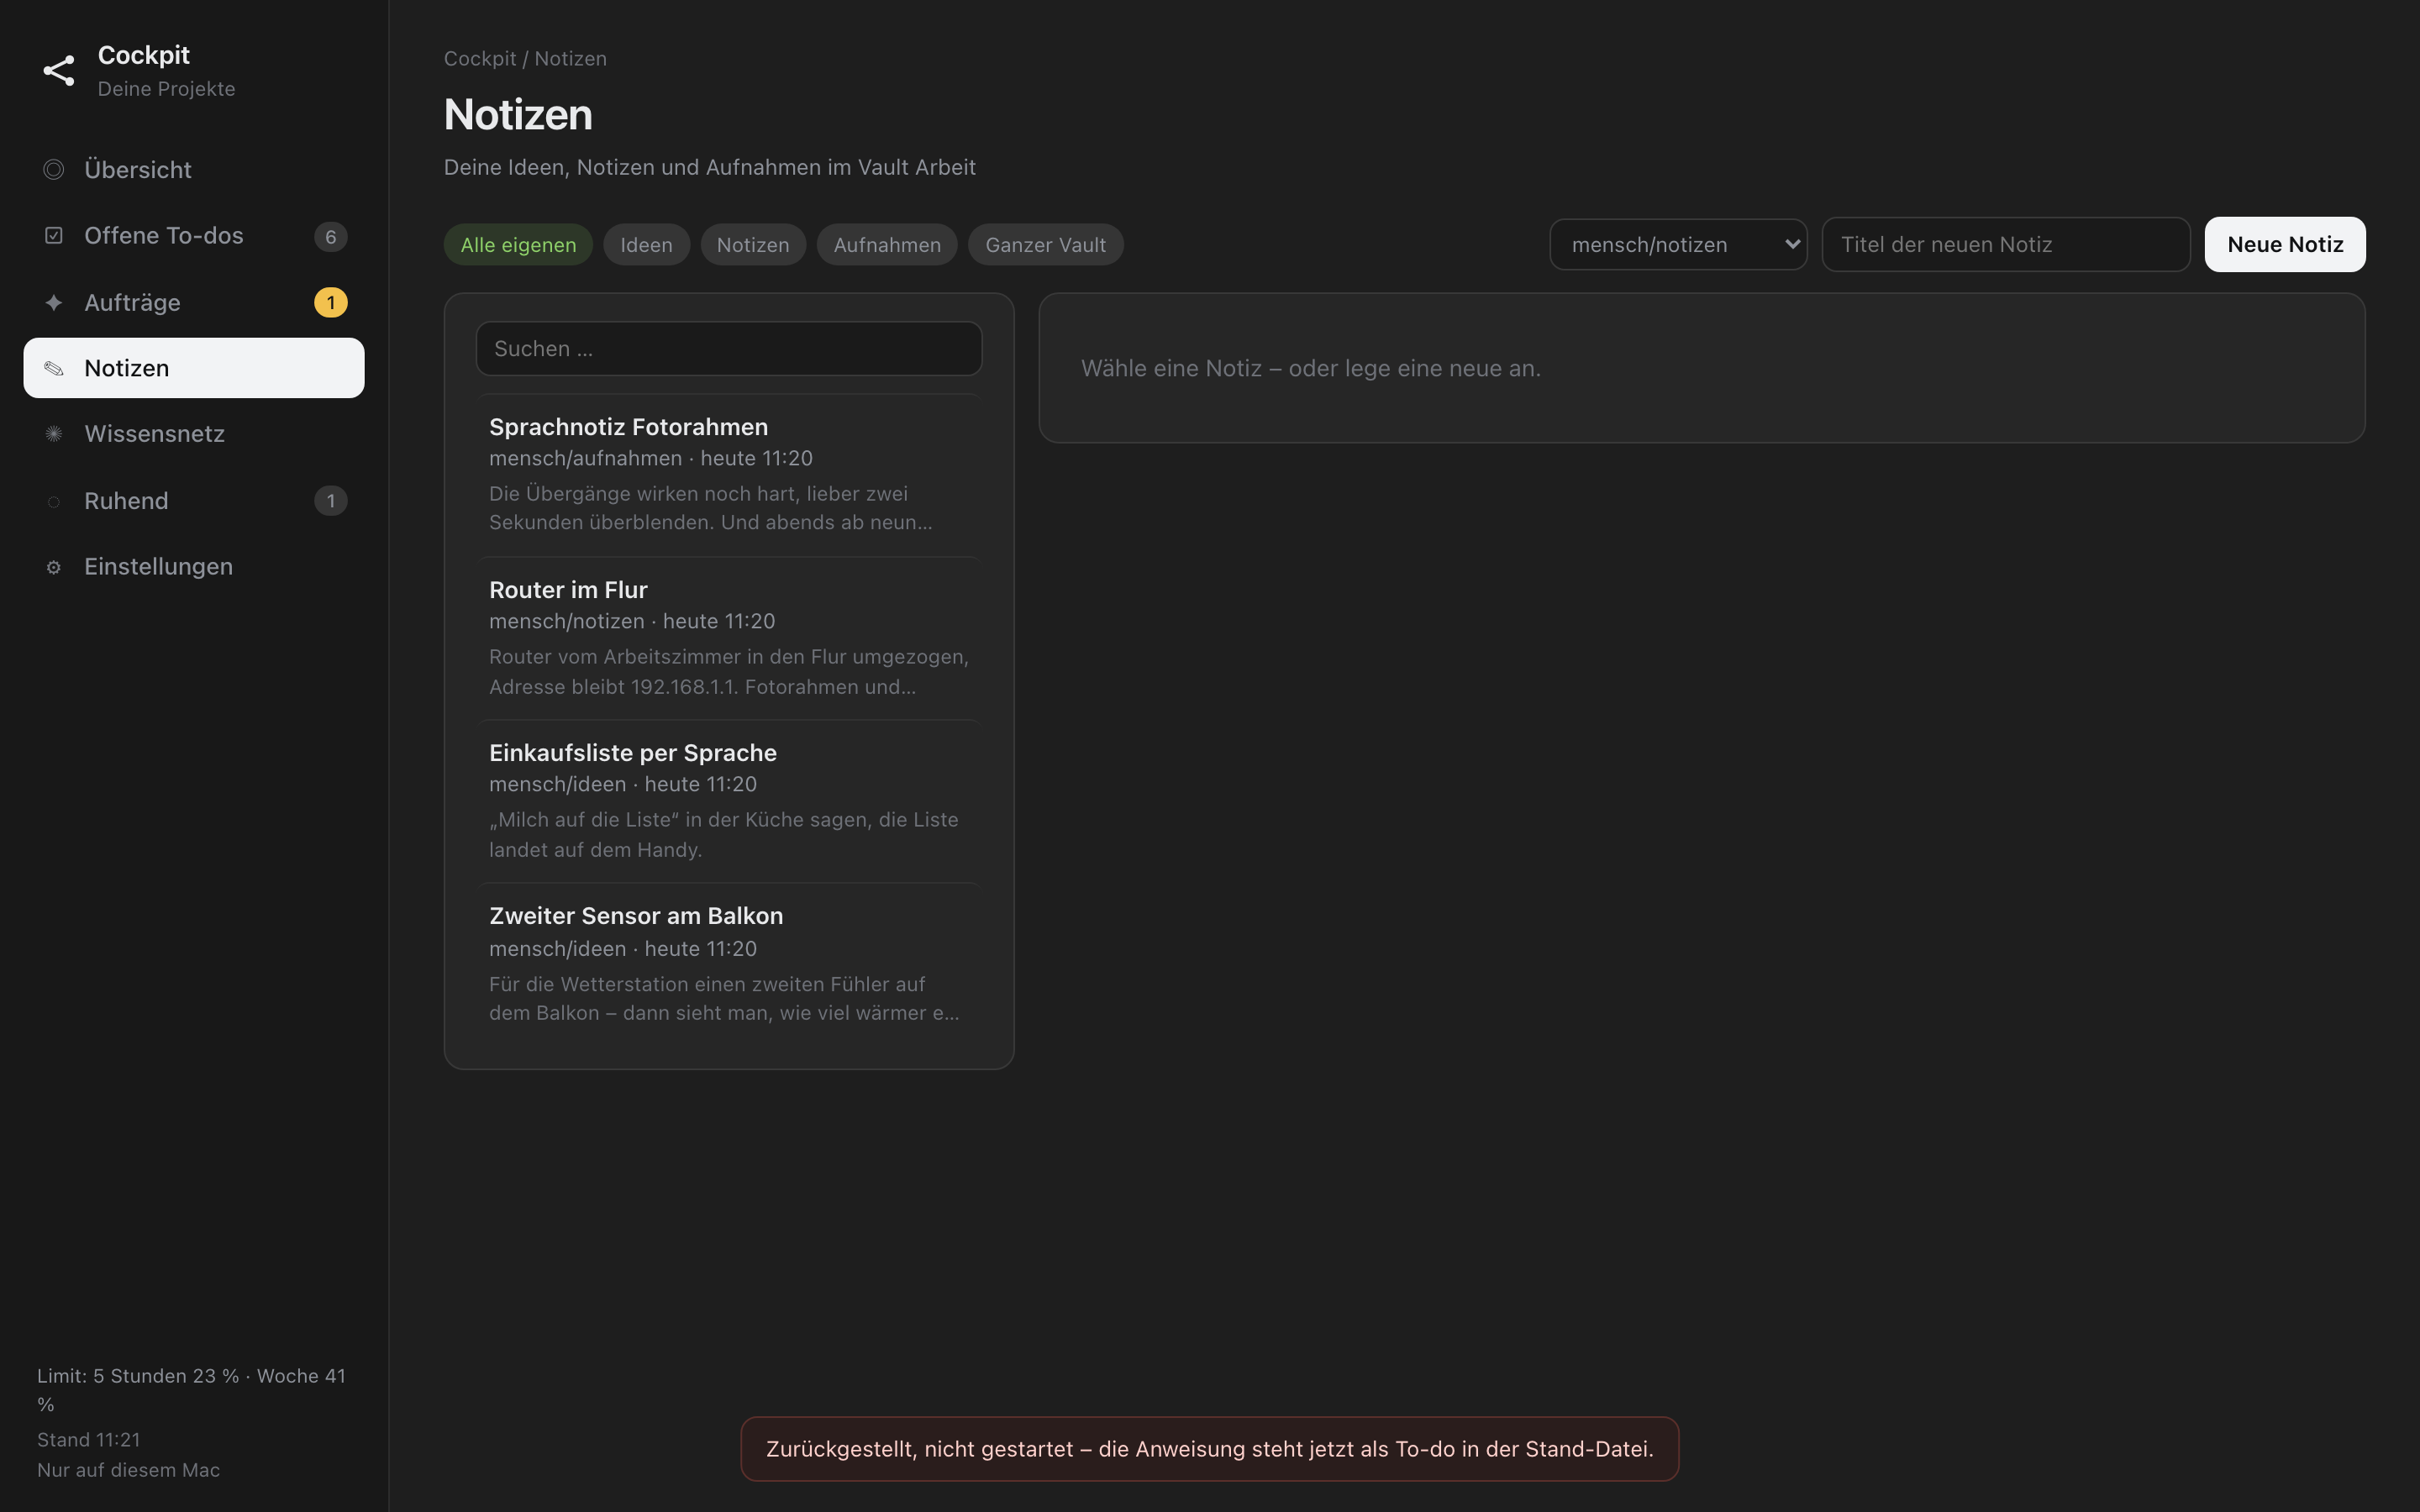 Cockpit
Deine Projekte
Übersicht
Offene To-dos 6
Aufträge 1
Notizen
Wissensnetz
Ruhend 1
Einstellungen
Limit: 5 Stunden 23 % · Woche 41
%
Stand 11:21
Nur auf diesem Mac
Cockpit / Notizen
Notizen
Deine Ideen, Notizen und Aufnahmen im Vault Arbeit
Alle eigenen Ideen Notizen Aufnahmen Ganzer Vault
mensch/notizen Titel der neuen Notiz Neue Notiz
Suchen ...
Sprachnotiz Fotorahmen
mensch/aufnahmen · heute 11:20
Die Übergänge wirken noch hart, lieber zwei
Sekunden überblenden. Und abends ab neun...
Router im Flur
mensch/notizen · heute 11:20
Router vom Arbeitszimmer in den Flur umgezogen,
Adresse bleibt 192.168.1.1. Fotorahmen und...
Einkaufsliste per Sprache
mensch/ideen · heute 11:20
„Milch auf die Liste“ in der Küche sagen, die Liste
landet auf dem Handy.
Zweiter Sensor am Balkon
mensch/ideen · heute 11:20
Für die Wetterstation einen zweiten Fühler auf
dem Balkon – dann sieht man, wie viel wärmer e...
Wähle eine Notiz – oder lege eine neue an.
Zurückgestellt, nicht gestartet – die Anweisung steht jetzt als To-do in der Stand-Datei.